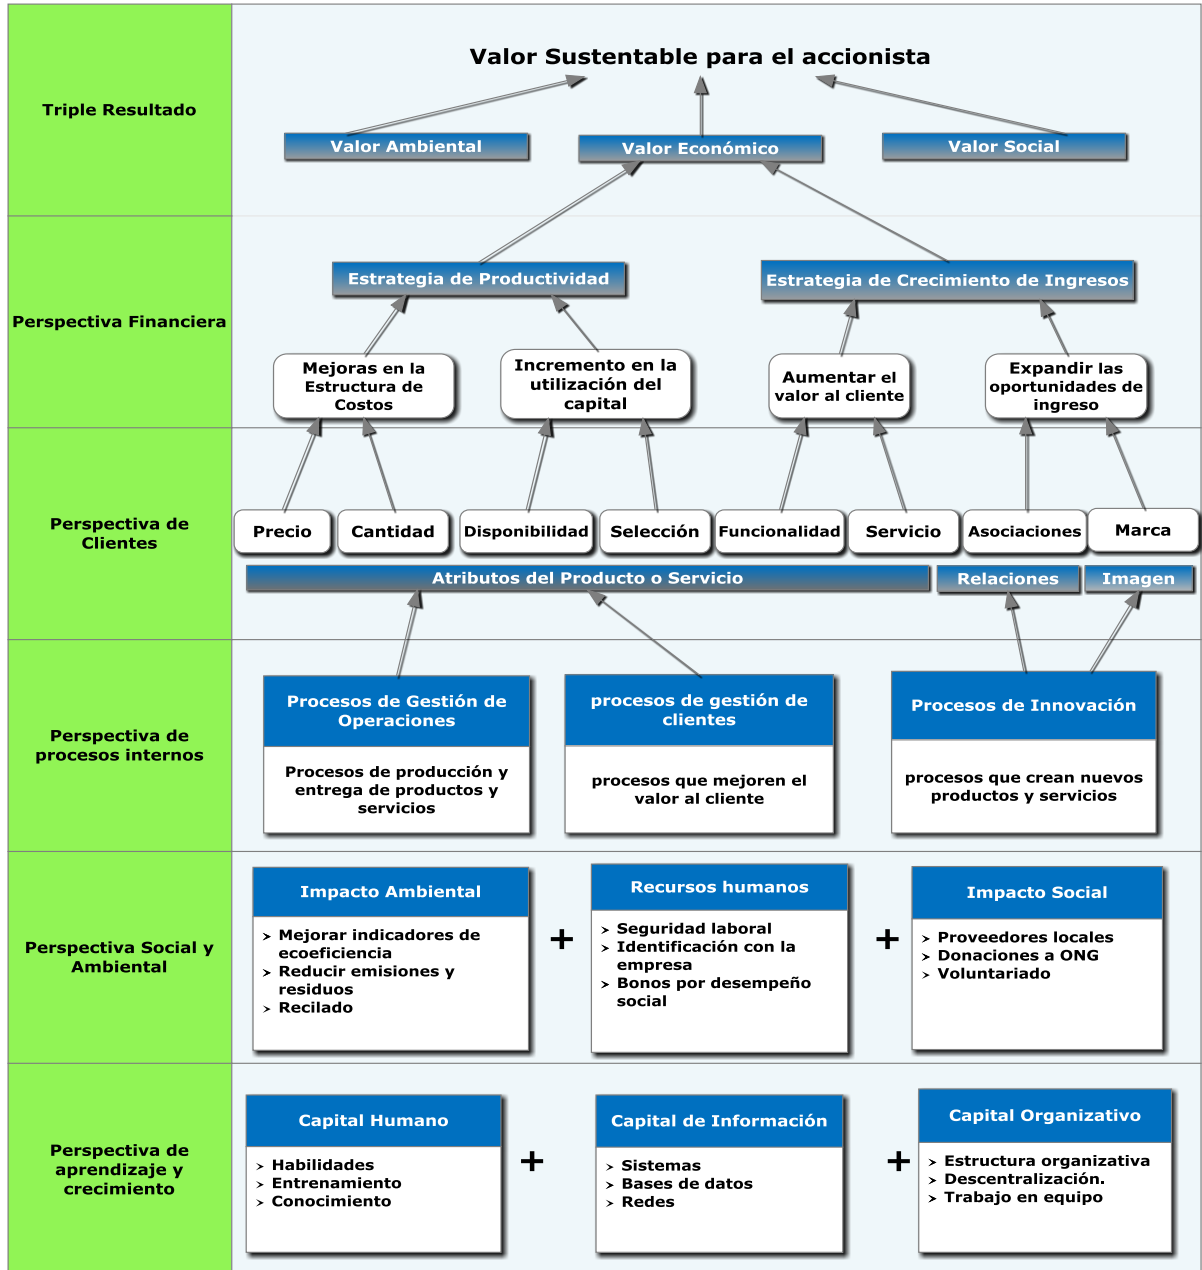 Triple Resultado
Valor Sustentable para el accionista
Valor Ambiental
Valor Económico
Valor Social
Perspectiva Financiera
Estrategia de Productividad
Estrategia de Crecimiento de Ingresos
Mejoras en la
Estructura de
Costos
Incremento en la
utilización del
capital
Aumentar el
valor al cliente
Expandir las
oportunidades de
ingreso
Perspectiva de
Clientes
Precio
Cantidad
Disponibilidad
Selección
Funcionalidad
Servicio
Asociaciones
Marca
Atributos del Producto o Servicio
Relaciones
Imagen
Perspectiva de
procesos internos
Procesos de Gestión de
Operaciones
Procesos de producción y
entrega de productos y
servicios
procesos de gestión de
clientes
procesos que mejoren el
valor al cliente
Procesos de Innovación
procesos que crean nuevos
productos y servicios
Perspectiva Social y
Ambiental
Impacto Ambiental
➤ Mejorar indicadores de
ecoeficiencia
➤ Reducir emisiones y
residuos
➤ Recilado
+
Recursos humanos
➤ Seguridad laboral
➤ Identificación con la
empresa
➤ Bonos por desempeño
social
+
Impacto Social
➤ Proveedores locales
➤ Donaciones a ONG
➤ Voluntariado
Perspectiva de
aprendizaje y
crecimiento
Capital Humano
➤ Habilidades
➤ Entrenamiento
➤ Conocimiento
+
Capital de Información
➤ Sistemas
➤ Bases de datos
➤ Redes
+
Capital Organizativo
➤ Estructura organizativa
➤ Descentralización.
➤ Trabajo en equipo